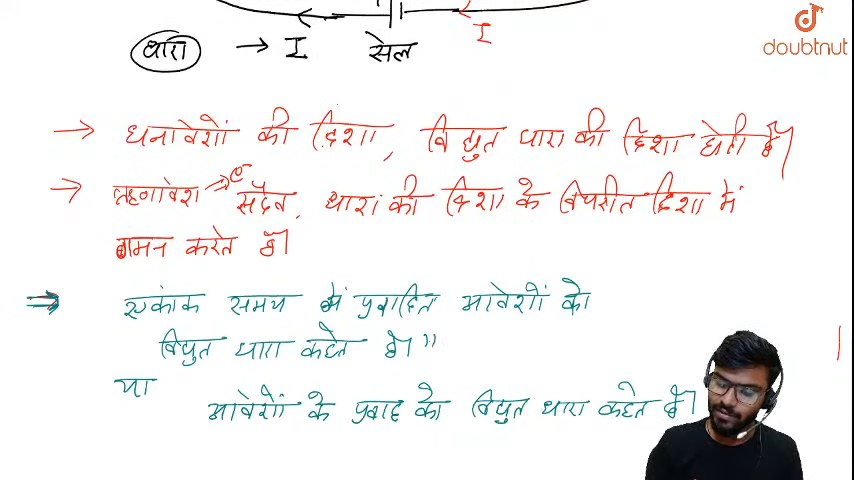 doubtnut
I
धारा → I सेल
→ धनावेशों की दिशा, विद्युत धारा की दिशा होती है।
→ ऋणावेश → e⁻ सदैव, धारा की दिशा के विपरीत दिशा में
गमन करते हैं।
⇒ एकांक समय में प्रवाहित आवेशों को
विद्युत धारा कहते हैं।"
या
आवेशों के प्रवाह को विद्युत धारा कहते हैं।